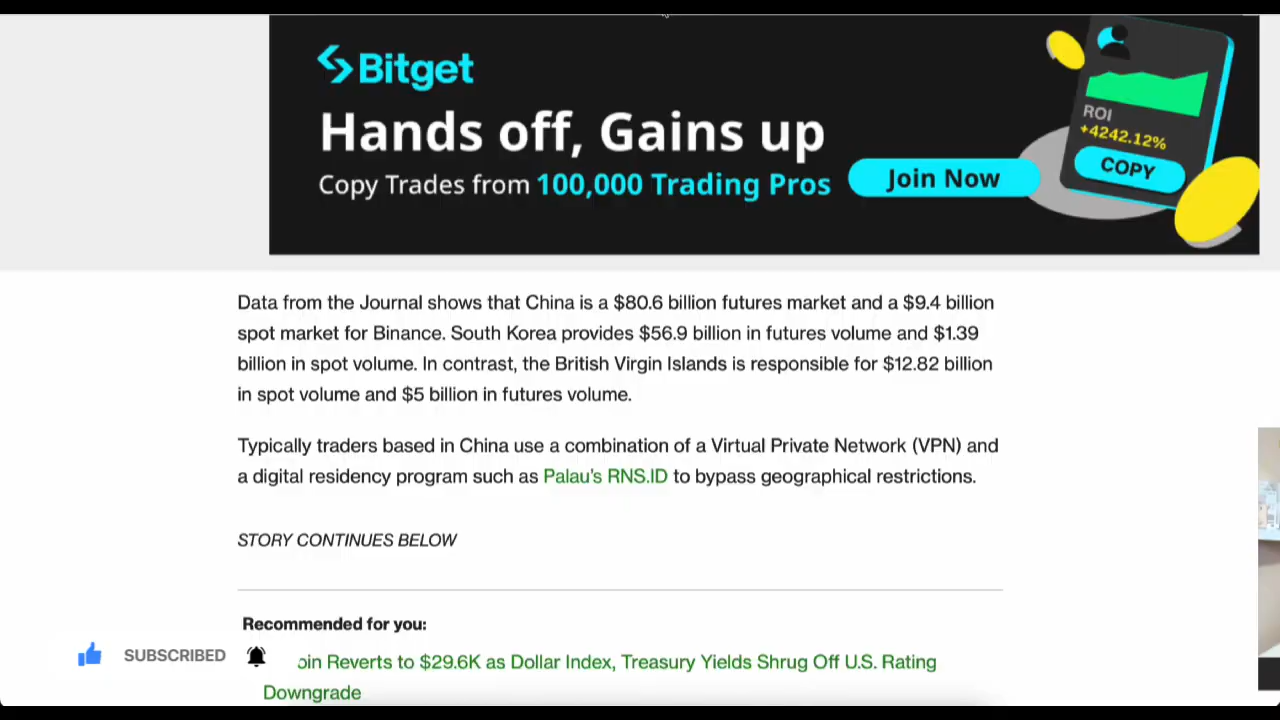 Bitget
Hands off, Gains up
Copy Trades from 100,000 Trading Pros
Join Now
ROI
+4242.12%
COPY
Data from the Journal shows that China is a $80.6 billion futures market and a $9.4 billion
spot market for Binance. South Korea provides $56.9 billion in futures volume and $1.39
billion in spot volume. In contrast, the British Virgin Islands is responsible for $12.82 billion
in spot volume and $5 billion in futures volume.
Typically traders based in China use a combination of a Virtual Private Network (VPN) and
a digital residency program such as Palau's RNS.ID to bypass geographical restrictions.
STORY CONTINUES BELOW
Recommended for you:
oin Reverts to $29.6K as Dollar Index, Treasury Yields Shrug Off U.S. Rating
Downgrade
SUBSCRIBED